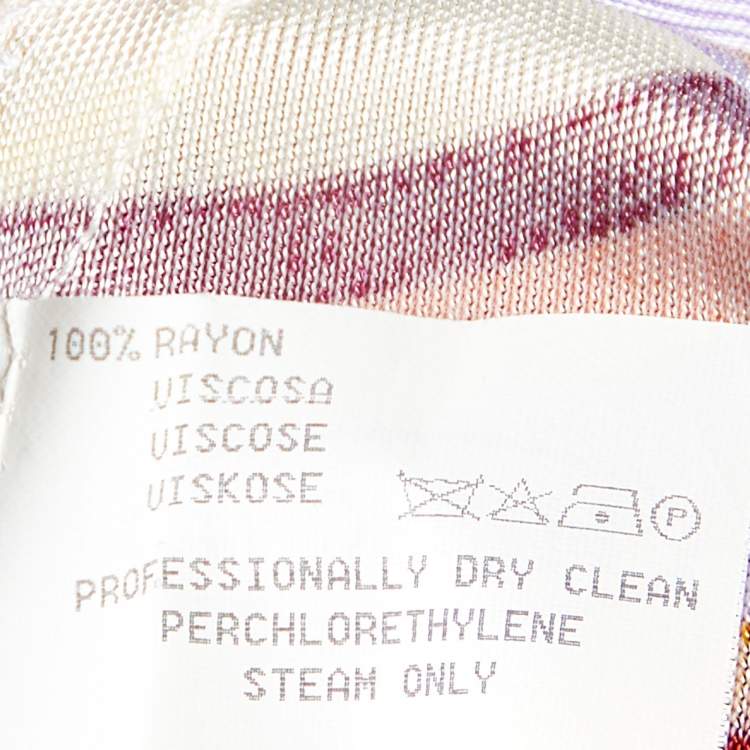 100% RAYON
VISCOSA
VISCOSE
VISKOSE
P
PROFESSIONALLY DRY CLEAN
PERCHLORETHYLENE
STEAM ONLY